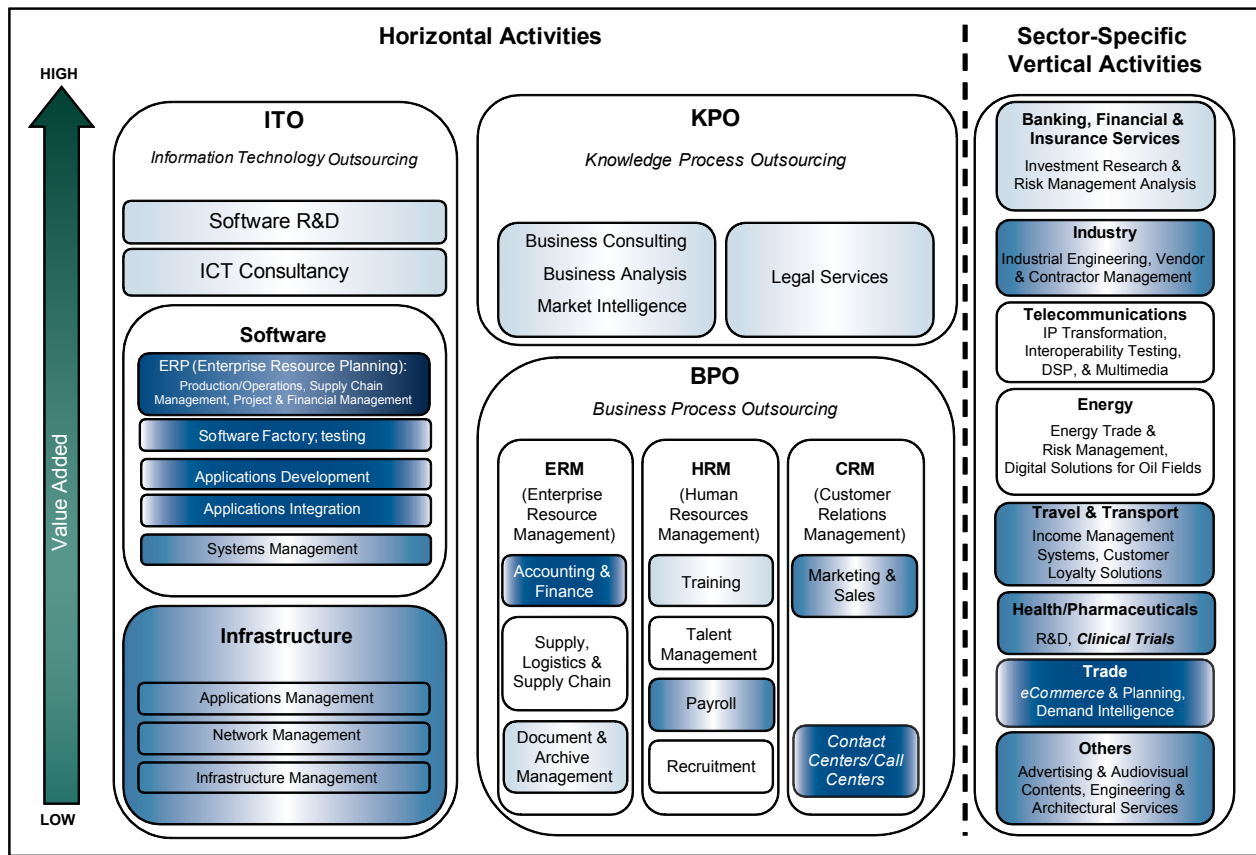 Horizontal Activities
Sector-Specific
Vertical Activities
HIGH
Value Added
LOW
ITO
Information Technology Outsourcing
Software R&D
ICT Consultancy
Software
ERP (Enterprise Resource Planning):
Production/Operations, Supply Chain
Management, Project & Financial Management
Software Factory; testing
Applications Development
Applications Integration
Systems Management
Infrastructure
Applications Management
Network Management
Infrastructure Management
KPO
Knowledge Process Outsourcing
Business Consulting
Business Analysis
Market Intelligence
Legal Services
BPO
Business Process Outsourcing
ERM
(Enterprise
Resource
Management)
Accounting &
Finance
Supply,
Logistics &
Supply Chain
Document &
Archive
Management
HRM
(Human
Resources
Management)
Training
Talent
Management
Payroll
Recruitment
CRM
(Customer
Relations
Management)
Marketing &
Sales
Contact
Centers/Call
Centers
Banking, Financial &
Insurance Services
Investment Research &
Risk Management Analysis
Industry
Industrial Engineering, Vendor
& Contractor Management
Telecommunications
IP Transformation,
Interoperability Testing,
DSP, & Multimedia
Energy
Energy Trade &
Risk Management,
Digital Solutions for Oil Fields
Travel & Transport
Income Management
Systems, Customer
Loyalty Solutions
Health/Pharmaceuticals
R&D, Clinical Trials
Trade
eCommerce & Planning,
Demand Intelligence
Others
Advertising & Audiovisual
Contents, Engineering &
Architectural Services